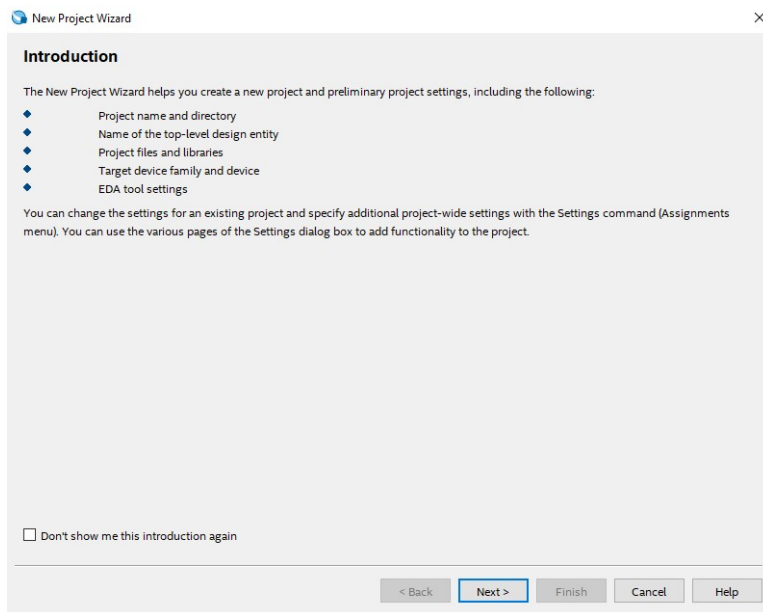 New Project Wizard
Introduction
The New Project Wizard helps you create a new project and preliminary project settings, including the following:
Project name and directory
Name of the top-level design entity
Project files and libraries
Target device family and device
EDA tool settings
You can change the settings for an existing project and specify additional project-wide settings with the Settings command (Assignments
menu). You can use the various pages of the Settings dialog box to add functionality to the project.
Don't show me this introduction again
< Back Next > Finish Cancel Help